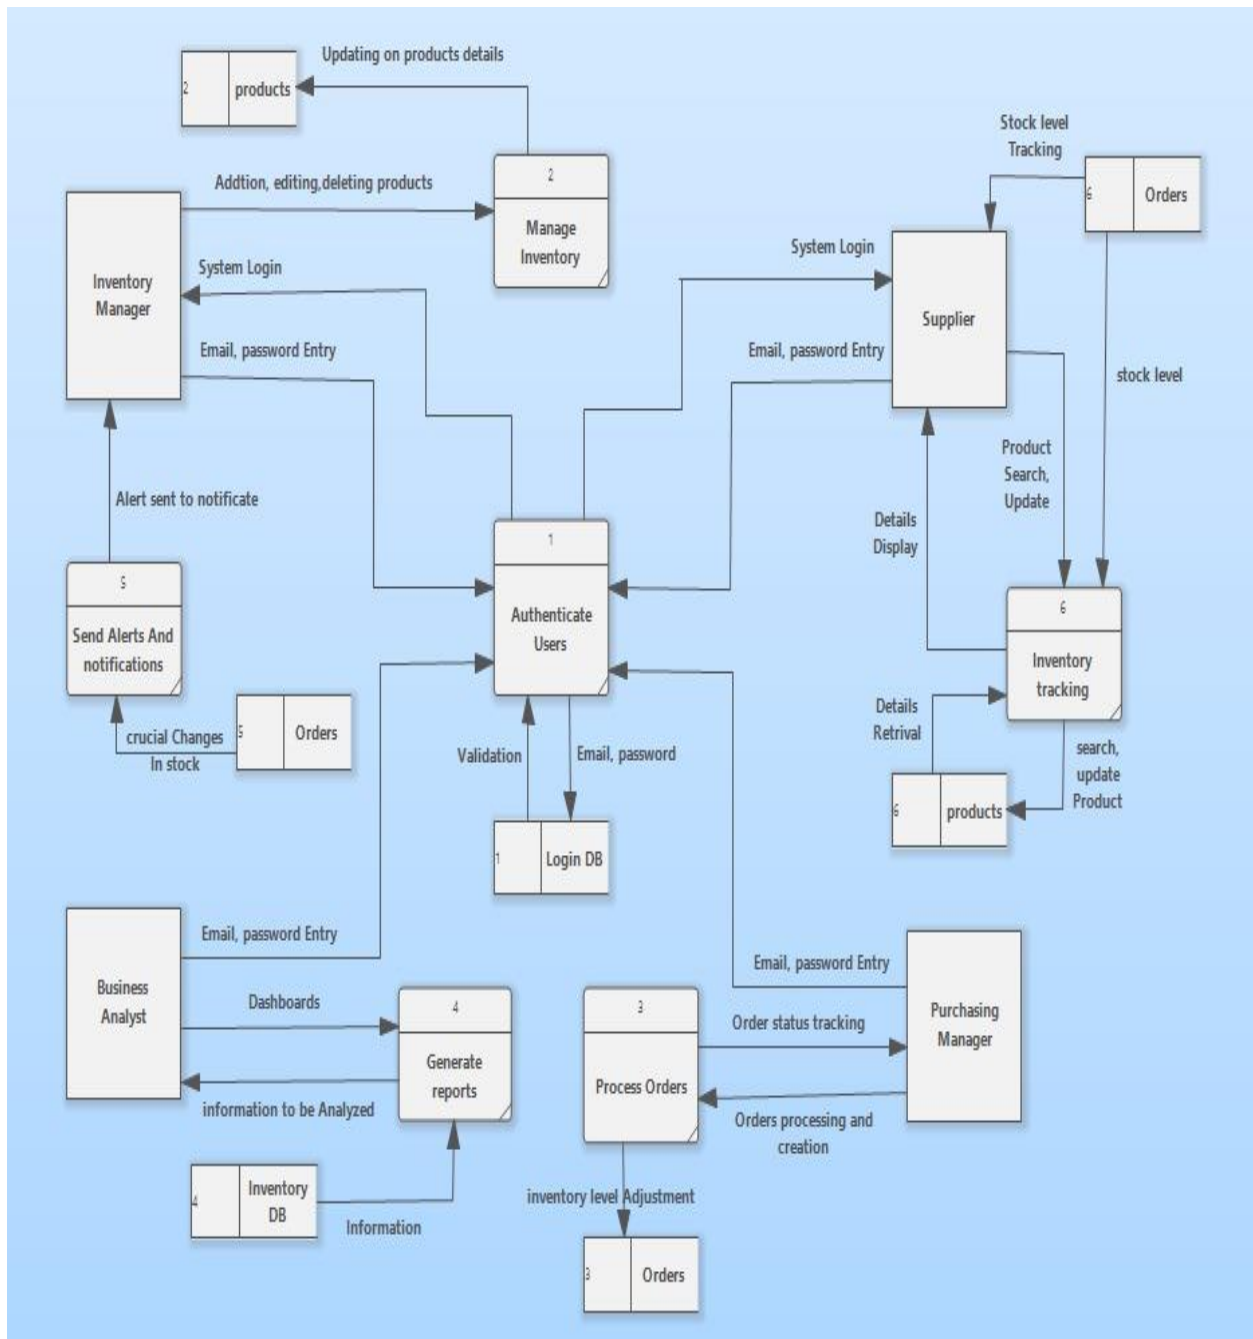 Updating on products details
2
products
Stock level
Tracking
2
Addtion, editing,deleting products
6
Orders
Manage
Inventory
System Login
System Login
Inventory
Manager
Supplier
Email, password Entry
Email, password Entry
stock level
Product
Search,
Update
Alert sent to notificate
Details
Display
1
5
6
Authenticate
Users
Send Alerts And
notifications
Inventory
tracking
Details
Retrival
5
Orders
crucial Changes
In stock
Validation
Email, password
search,
update
Product
6
products
1
Login DB
Email, password Entry
Email, password Entry
Business
Analyst
Dashboards
4
3
Purchasing
Manager
Order status tracking
Generate
reports
Process Orders
information to be Analyzed
Orders processing and
creation
4
Inventory
DB
inventory level Adjustment
Information
3
Orders